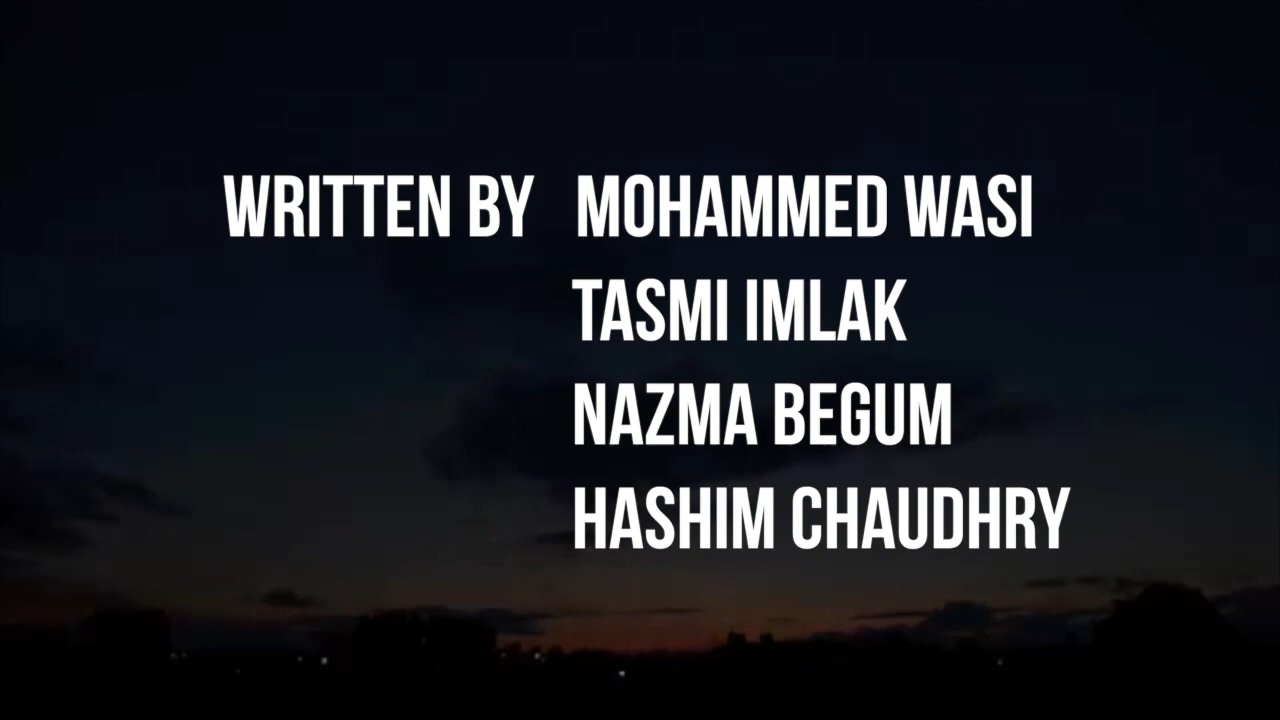 WRITTEN BY MOHAMMED WASI
TASMI IMLAK
NAZMA BEGUM
HASHIM CHAUDHRY